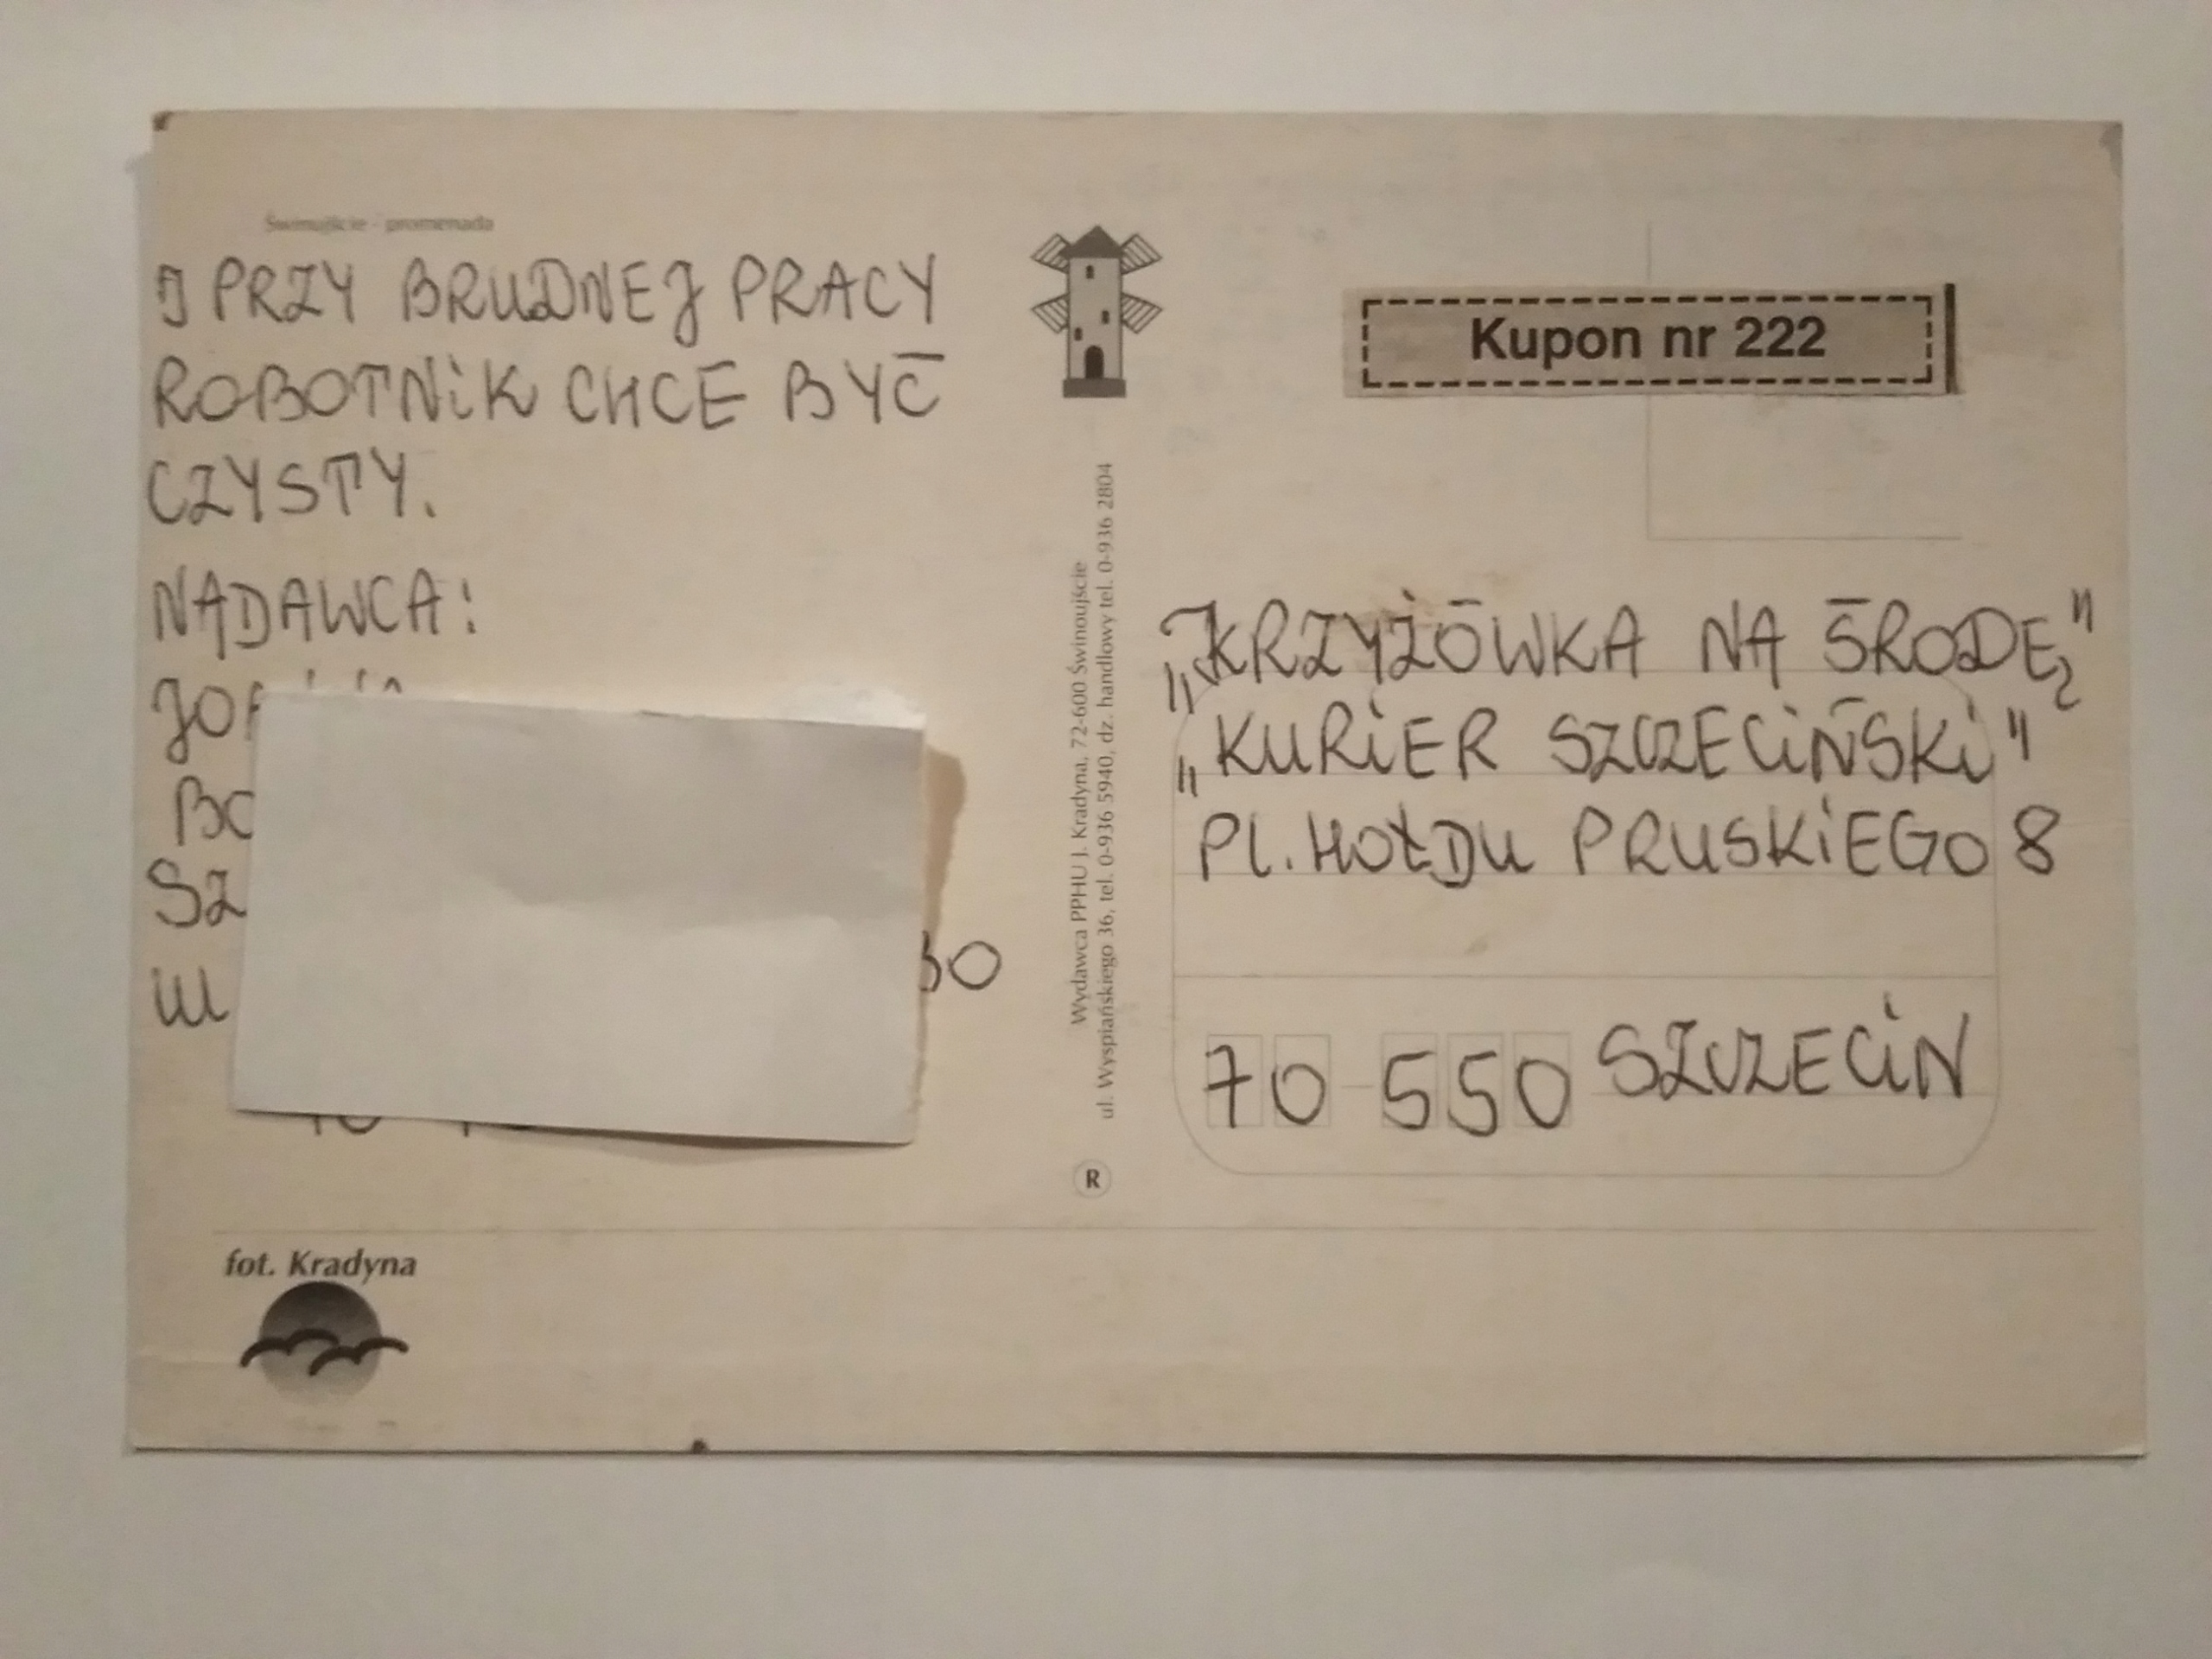 Świnoujście - promenada
I PRZY BRUDNEJ PRACY
ROBOTNiK CHCE BYĆ
CZYSTY.
NADAWCA:
fot. Kradyna
Wydawca PPHU J. Kradyna, 72-600 Świnoujście
ul. Wyspiańskiego 36, tel. 0-936 5940, dz. handlowy tel. 0-936 2804
R
Kupon nr 222
„KRZYŻÓWKA NA ŚRODĘ"
„KURiER SZCZECiŃSKi"
Pl. HOŁDU PRUSKiEGO 8
70-550 SZCZECiN